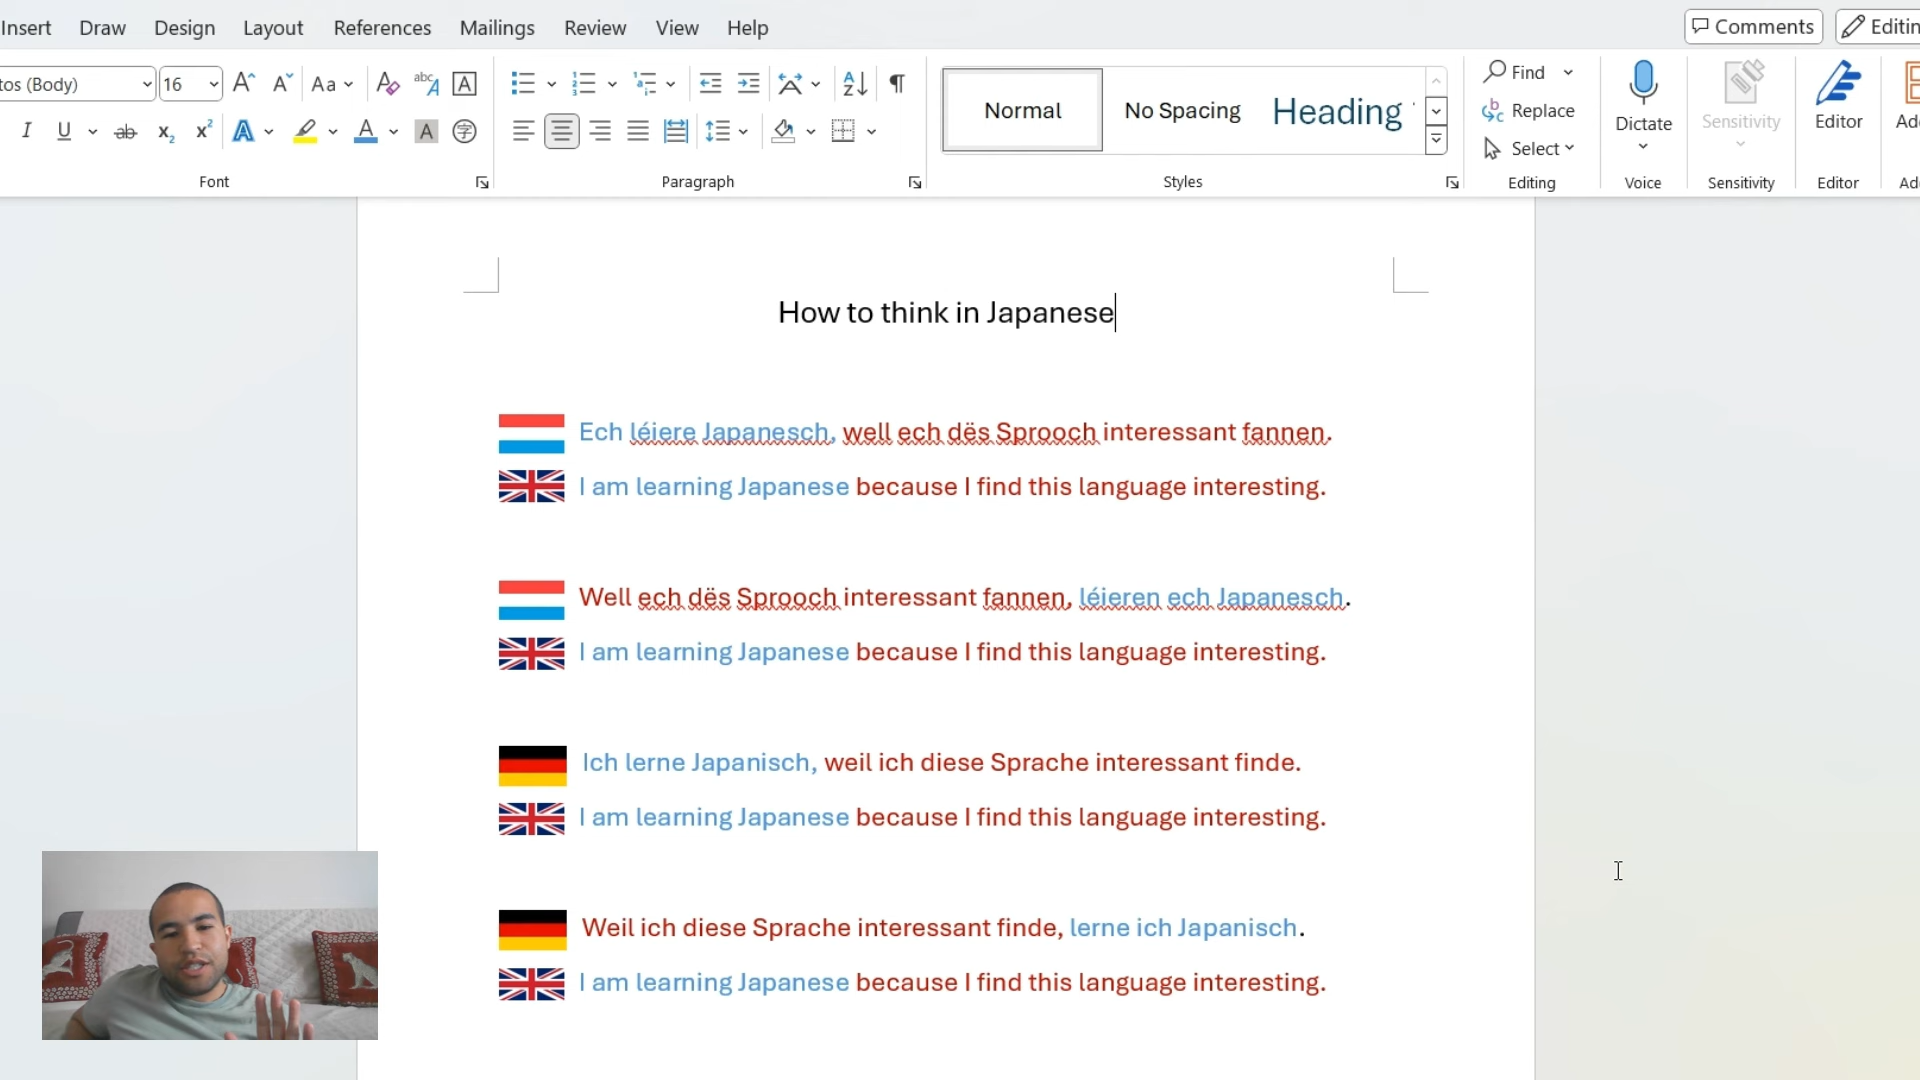 Insert Draw Design Layout References Mailings Review View Help Comments Editin
tos (Body) 16 Aa Find
Normal No Spacing Heading Replace Dictate Sensitivity Editor Ad
Select
Font Paragraph Styles Editing Voice Sensitivity Editor Ad
How to think in Japanese
Ech léiere Japanesch, well ech dës Sprooch interessant fannen.
I am learning Japanese because I find this language interesting.
Well ech dës Sprooch interessant fannen, léieren ech Japanesch.
I am learning Japanese because I find this language interesting.
Ich lerne Japanisch, weil ich diese Sprache interessant finde.
I am learning Japanese because I find this language interesting.
Weil ich diese Sprache interessant finde, lerne ich Japanisch.
I am learning Japanese because I find this language interesting.